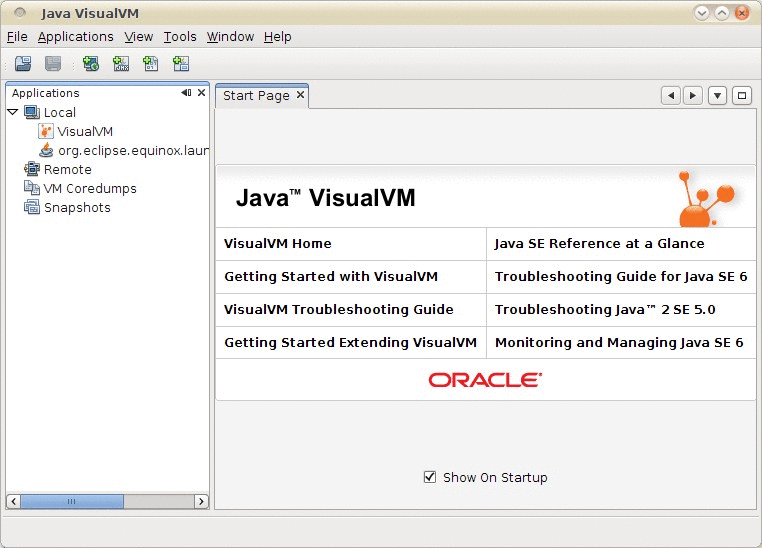 Java VisualVM
File Applications View Tools Window Help
Applications
Start Page
Local
VisualVM
org.eclipse.equinox.laun
Remote
VM Coredumps
Snapshots
Java™ VisualVM
VisualVM Home
Java SE Reference at a Glance
Getting Started with VisualVM
Troubleshooting Guide for Java SE 6
VisualVM Troubleshooting Guide
Troubleshooting Java™ 2 SE 5.0
Getting Started Extending VisualVM
Monitoring and Managing Java SE 6
ORACLE
Show On Startup